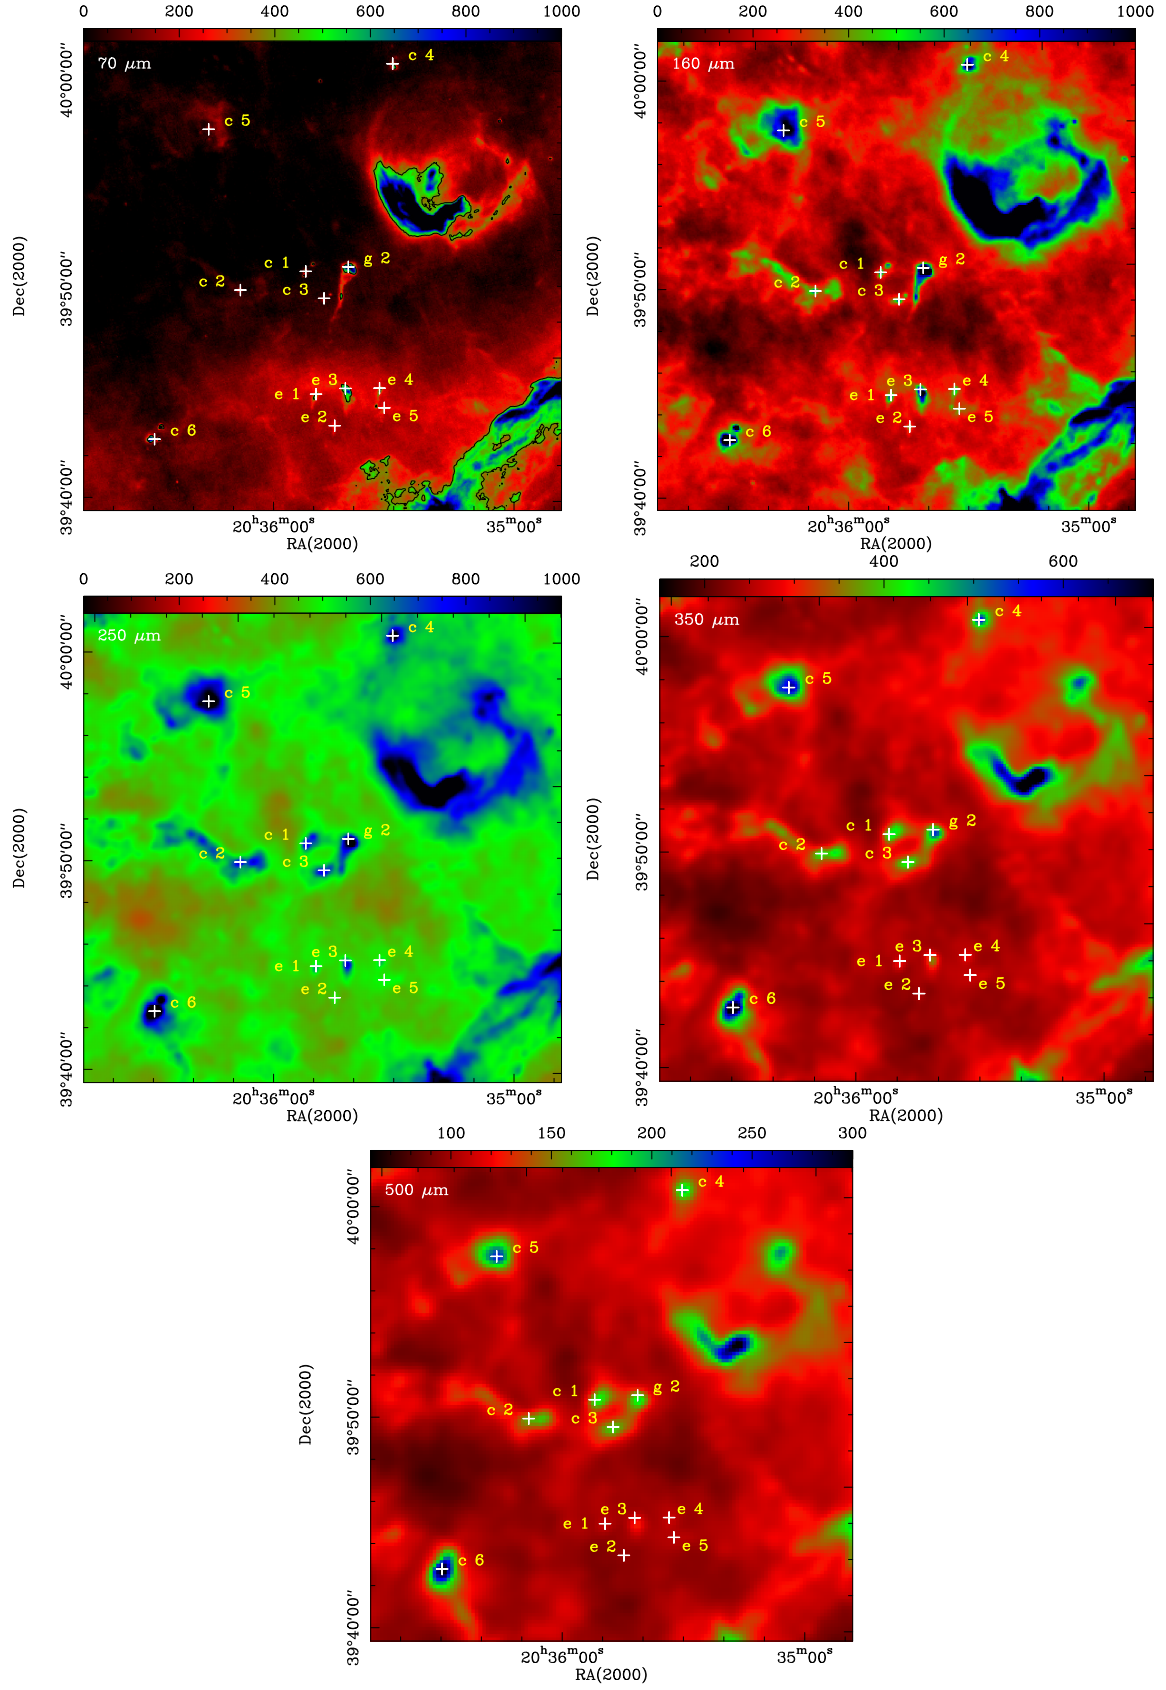 0 200 400 600 800 1000
70 μm
c 4
c 5
c 1
g 2
c 2
c 3
e 3
e 4
e 1
e 2
e 5
c 6
40°00′00″
39°50′00″
39°40′00″
Dec(2000)
20ʰ36ᵐ00ˢ 35ᵐ00ˢ
RA(2000)
0 200 400 600 800 1000
160 μm
c 4
c 5
c 1
g 2
c 2
c 3
e 3
e 4
e 1
e 2
e 5
c 6
40°00′00″
39°50′00″
39°40′00″
Dec(2000)
20ʰ36ᵐ00ˢ 35ᵐ00ˢ
RA(2000)
0 200 400 600 800 1000
250 μm
c 4
c 5
c 1
g 2
c 2
c 3
e 3
e 4
e 1
e 2
e 5
c 6
40°00′00″
39°50′00″
39°40′00″
Dec(2000)
20ʰ36ᵐ00ˢ 35ᵐ00ˢ
RA(2000)
200 400 600
350 μm
c 4
c 5
c 1
g 2
c 2
c 3
e 3
e 4
e 1
e 2
e 5
c 6
40°00′00″
39°50′00″
39°40′00″
Dec(2000)
20ʰ36ᵐ00ˢ 35ᵐ00ˢ
RA(2000)
100 150 200 250 300
500 μm
c 4
c 5
c 1
g 2
c 2
c 3
e 3
e 4
e 1
e 2
e 5
c 6
40°00′00″
39°50′00″
39°40′00″
Dec(2000)
20ʰ36ᵐ00ˢ 35ᵐ00ˢ
RA(2000)